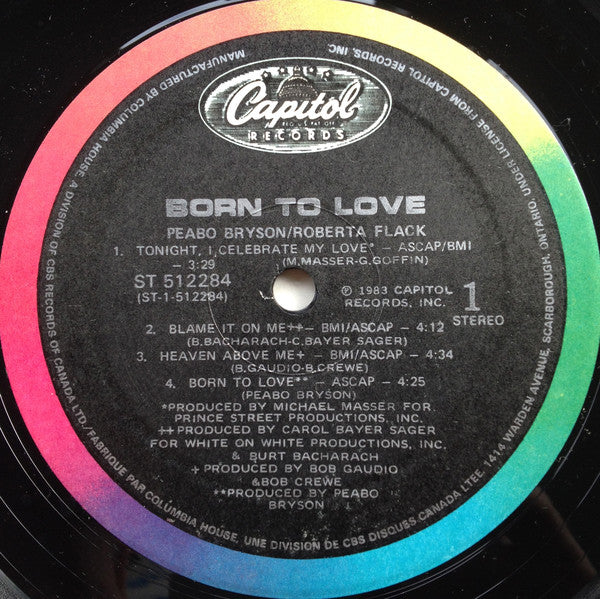 Capitol
RECORDS
BORN TO LOVE
PEABO BRYSON/ROBERTA FLACK
1. TONIGHT, I CELEBRATE MY LOVE* – ASCAP/BMI
– 3:29 (M.MASSER-G.GOFFIN)
ST 512284
(ST-1-512284)
℗ 1983 CAPITOL
RECORDS, INC.
1
STEREO
2. BLAME IT ON ME++– BMI/ASCAP – 4:12
(B.BACHARACH-C.BAYER SAGER)
3. HEAVEN ABOVE ME+ – BMI/ASCAP – 4:34
(B.GAUDIO-B.CREWE)
4. BORN TO LOVE** – ASCAP – 4:25
(PEABO BRYSON)
*PRODUCED BY MICHAEL MASSER FOR
PRINCE STREET PRODUCTIONS, INC.
++PRODUCED BY CAROL BAYER SAGER
FOR WHITE ON WHITE PRODUCTIONS, INC.
& BURT BACHARACH
+ PRODUCED BY BOB GAUDIO
&BOB CREWE
**PRODUCED BY PEABO
BRYSON
MANUFACTURED BY COLUMBIA HOUSE, A DIVISION OF CBS RECORDS OF CANADA LTD/FABRIQUE PAR COLUMBIA HOUSE, UNE DIVISION DE CBS DISQUES CANADA LTEE. 1414 WARDEN AVENUE, SCARBOROUGH, ONTARIO. UNDER LICENSE FROM CAPITOL RECORDS, INC.